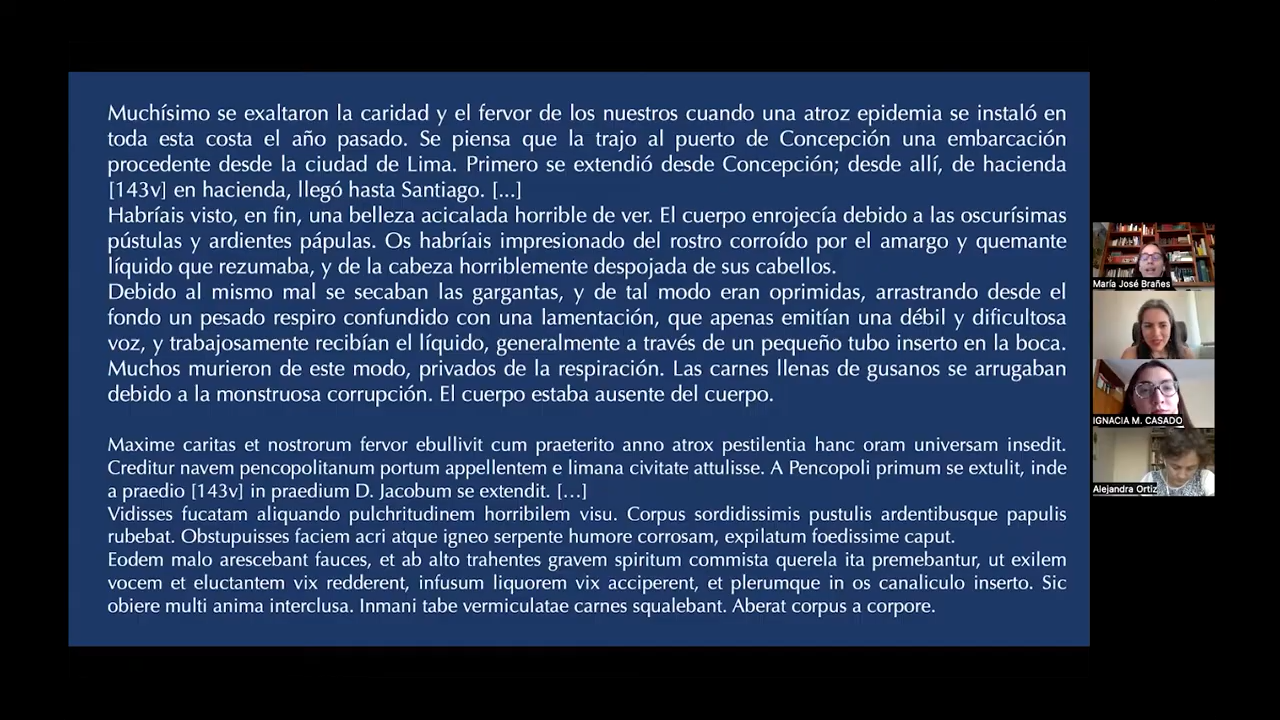 Muchísimo se exaltaron la caridad y el fervor de los nuestros cuando una atroz epidemia se instaló en
toda esta costa el año pasado. Se piensa que la trajo al puerto de Concepción una embarcación
procedente desde la ciudad de Lima. Primero se extendió desde Concepción; desde allí, de hacienda
[143v] en hacienda, llegó hasta Santiago. [...]
Habríais visto, en fin, una belleza acicalada horrible de ver. El cuerpo enrojecía debido a las oscurísimas
pústulas y ardientes pápulas. Os habríais impresionado del rostro corroído por el amargo y quemante
líquido que rezumaba, y de la cabeza horriblemente despojada de sus cabellos.
Debido al mismo mal se secaban las gargantas, y de tal modo eran oprimidas, arrastrando desde el
fondo un pesado respiro confundido con una lamentación, que apenas emitían una débil y dificultosa
voz, y trabajosamente recibían el líquido, generalmente a través de un pequeño tubo inserto en la boca.
Muchos murieron de este modo, privados de la respiración. Las carnes llenas de gusanos se arrugaban
debido a la monstruosa corrupción. El cuerpo estaba ausente del cuerpo.
Maxime caritas et nostrorum fervor ebullivit cum praeterito anno atrox pestilentia hanc oram universam insedit.
Creditur navem pencopolitanum portum appellentem e limana civitate attulisse. A Pencopoli primum se extulit, inde
a praedio [143v] in praedium D. Jacobum se extendit. [...]
Vidisses fucatam aliquando pulchritudinem horribilem visu. Corpus sordidissimis pustulis ardentibusque papulis
rubebat. Obstupuisses faciem acri atque igneo serpente humore corrosam, expilatum foedissime caput.
Eodem malo arescebant fauces, et ab alto trahentes gravem spiritum commista querela ita premebantur, ut exilem
vocem et eluctantem vix redderent, infusum liquorem vix acciperent, et plerumque in os canaliculo inserto. Sic
obiere multi anima interclusa. Inmani tabe vermiculatae carnes squalebant. Aberat corpus a corpore.
María José Brañes
IGNACIA M. CASADO
Alejandra Ortiz